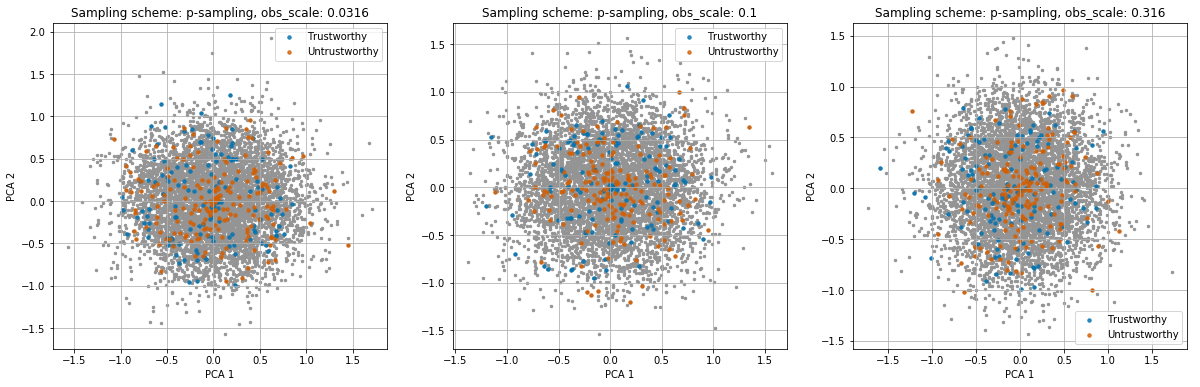 Sampling scheme: p-sampling, obs_scale: 0.0316
Trustworthy
Untrustworthy
2.0
1.5
1.0
0.5
0.0
−0.5
−1.0
−1.5
PCA 2
−1.5 −1.0 −0.5 0.0 0.5 1.0 1.5
PCA 1
Sampling scheme: p-sampling, obs_scale: 0.1
Trustworthy
Untrustworthy
1.5
1.0
0.5
0.0
−0.5
−1.0
−1.5
PCA 2
−1.5 −1.0 −0.5 0.0 0.5 1.0 1.5
PCA 1
Sampling scheme: p-sampling, obs_scale: 0.316
1.5
1.0
0.5
0.0
−0.5
−1.0
−1.5
PCA 2
Trustworthy
Untrustworthy
−1.5 −1.0 −0.5 0.0 0.5 1.0 1.5
PCA 1